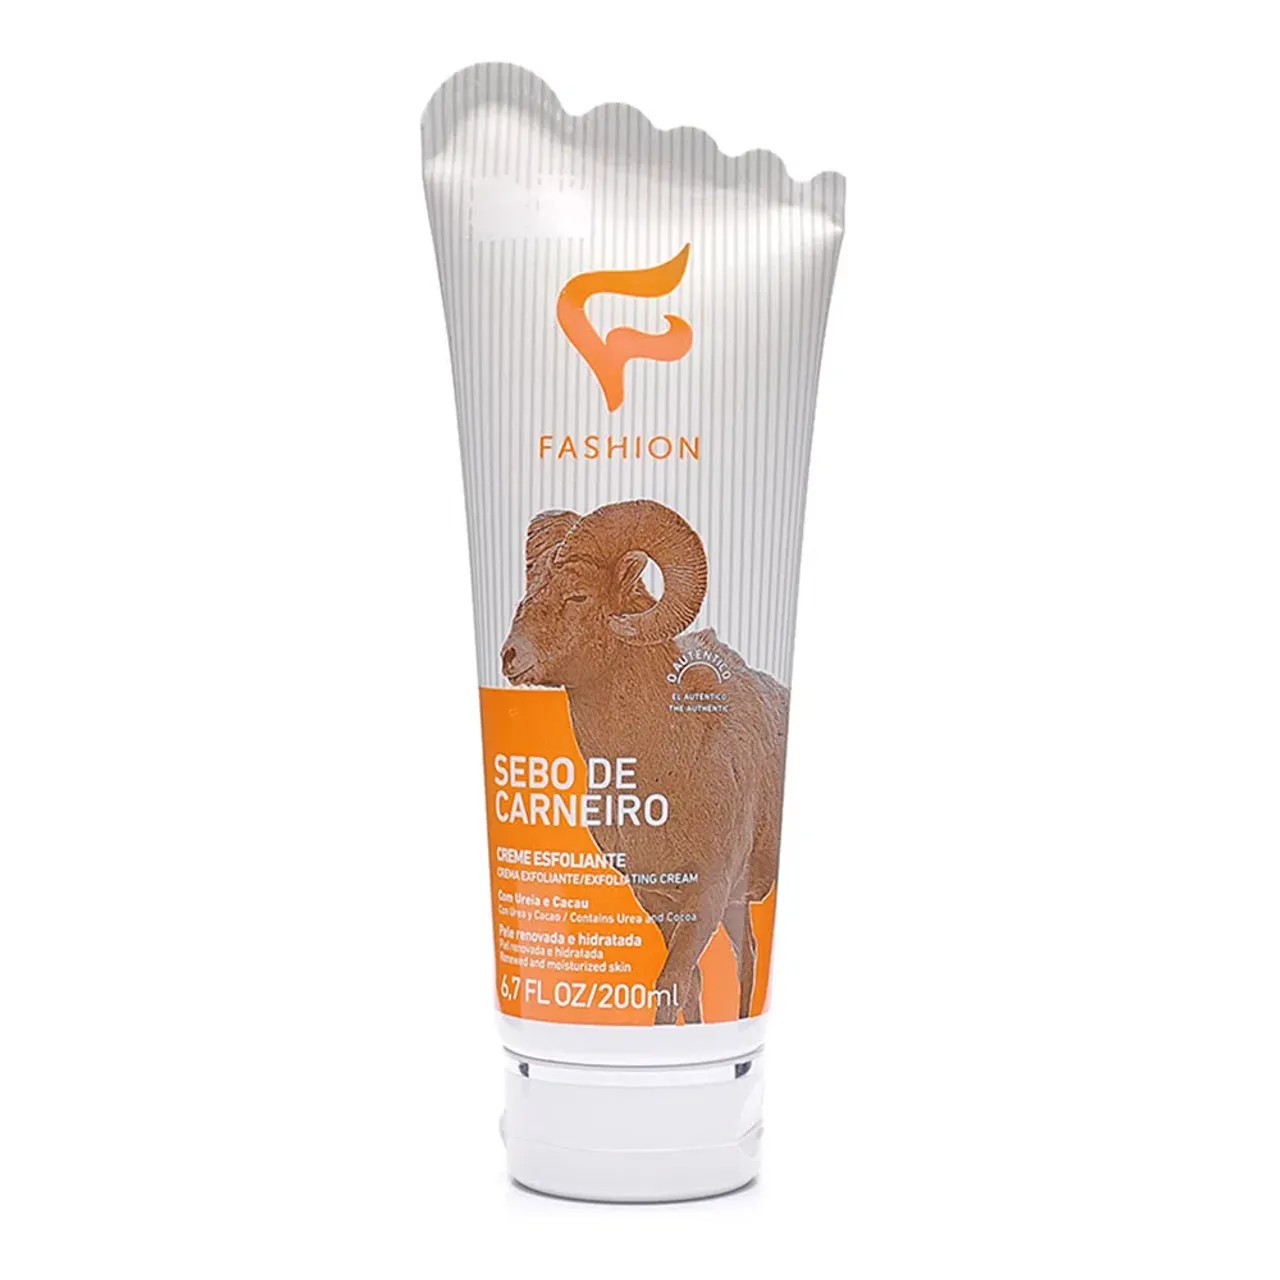 FASHION
O AUTÊNTICO
EL AUTENTICO
THE AUTHENTIC
SEBO DE
CARNEIRO
CREME ESFOLIANTE
CREMA EXFOLIANTE/EXFOLIATING CREAM
Com Ureia e Cacau
Con Urea y Cacao / Contains Urea and Cocoa
Pele renovada e hidratada
Piel renovada e hidratada
Renewed and moisturized skin
6,7 FL OZ/200ml